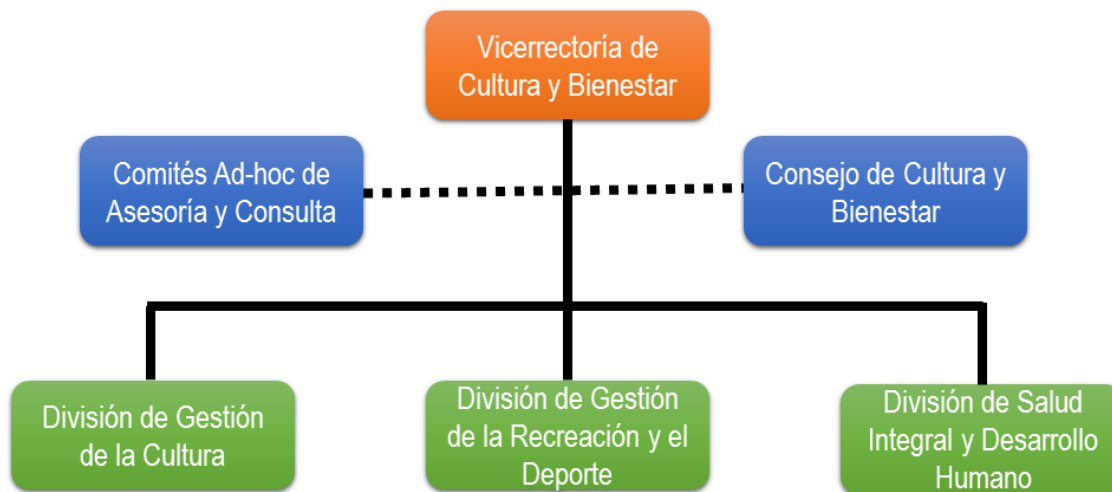 Vicerrectoría de
Cultura y Bienestar
Comités Ad-hoc de
Asesoría y Consulta
Consejo de Cultura y
Bienestar
División de Gestión
de la Cultura
División de Gestión
de la Recreación y el
Deporte
División de Salud
Integral y Desarrollo
Humano